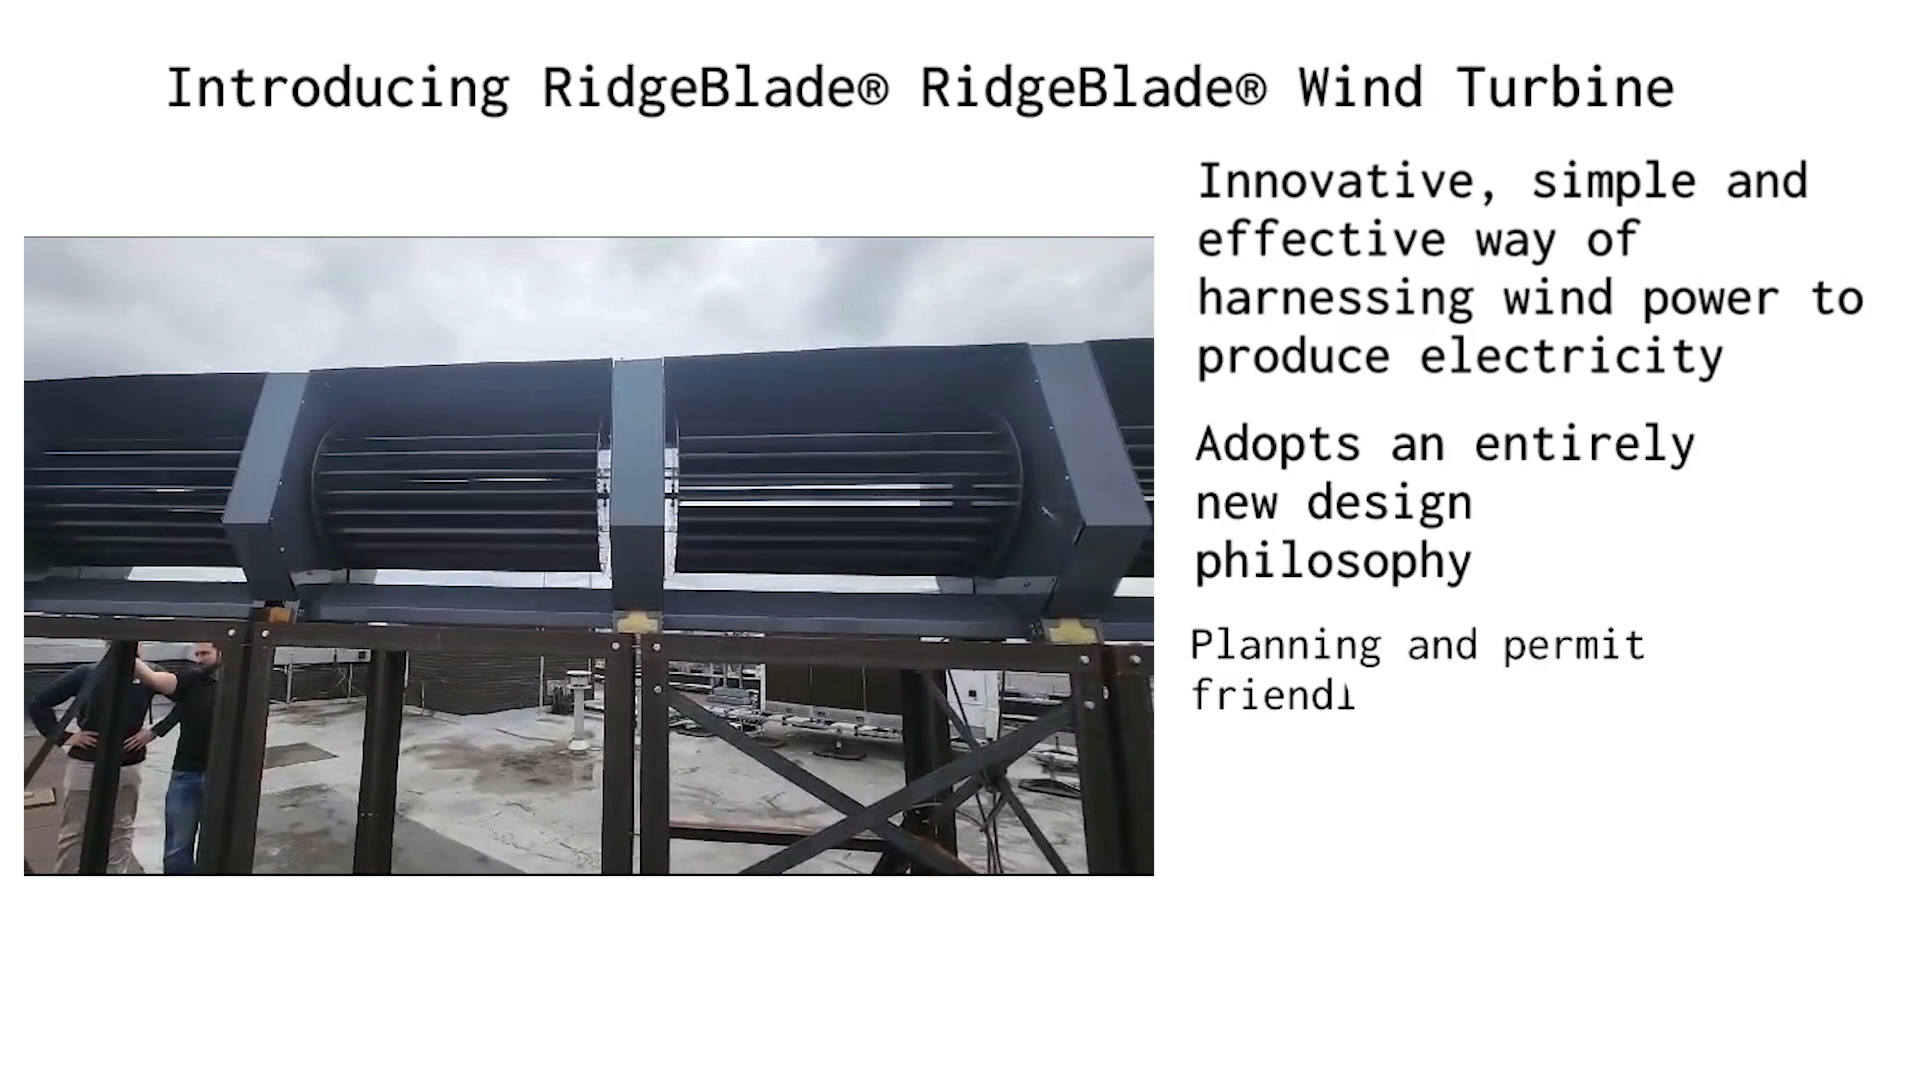 Introducing RidgeBlade® RidgeBlade® Wind Turbine
Innovative, simple and
effective way of
harnessing wind power to
produce electricity
Adopts an entirely
new design
philosophy
Planning and permit
friendl